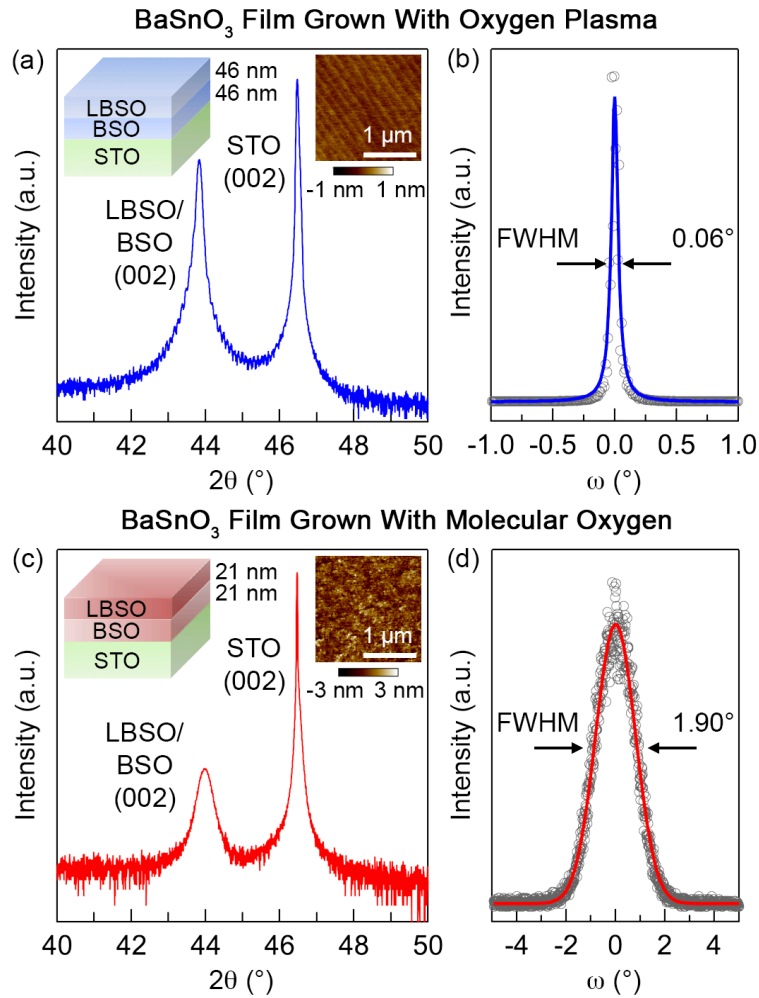 BaSnO₃ Film Grown With Oxygen Plasma
(a)
46 nm
46 nm
LBSO
BSO
STO
STO
(002)
1 µm
-1 nm 1 nm
LBSO/
BSO
(002)
Intensity (a.u.)
40 42 44 46 48 50
2θ (°)
(b)
FWHM
0.06°
Intensity (a.u.)
-1.0 -0.5 0.0 0.5 1.0
ω (°)
BaSnO₃ Film Grown With Molecular Oxygen
(c)
21 nm
21 nm
LBSO
BSO
STO
STO
(002)
1 µm
-3 nm 3 nm
LBSO/
BSO
(002)
Intensity (a.u.)
40 42 44 46 48 50
2θ (°)
(d)
FWHM
1.90°
Intensity (a.u.)
-4 -2 0 2 4
ω (°)